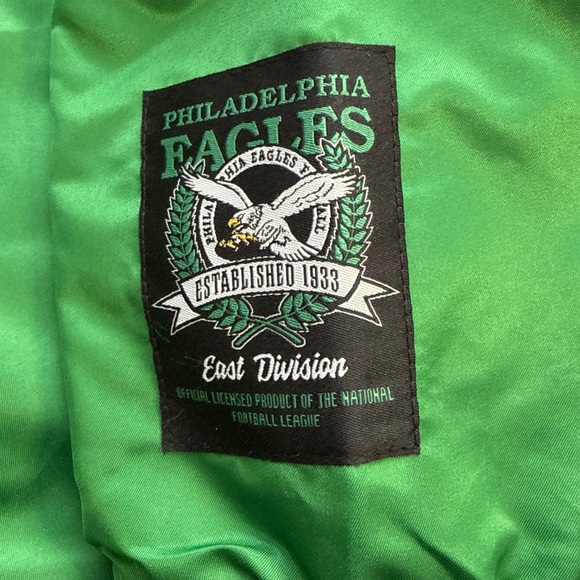 PHILADELPHIA
EAGLES
PHILADELPHIA EAGLES
ESTABLISHED 1933
East Division
OFFICIAL LICENSED PRODUCT OF THE NATIONAL
FOOTBALL LEAGUE